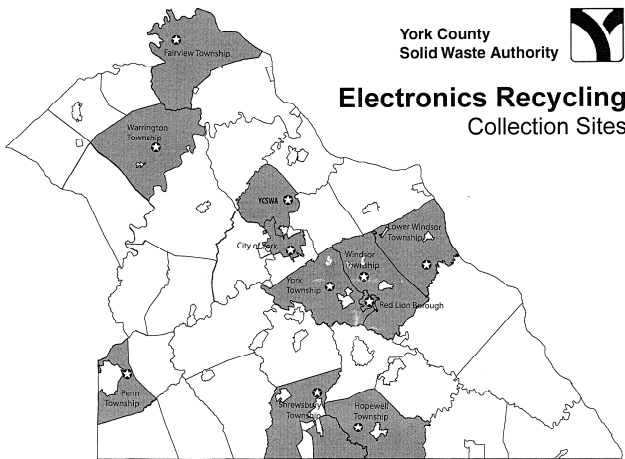 York County
Solid Waste Authority
Electronics Recycling
Collection Sites
Fairview Township
Warrington
Township
YCSWA
City of York
Lower Windsor
Township
Windsor
Township
York
Township
Red Lion Borough
Penn
Township
Shrewsbury
Township
Hopewell
Township